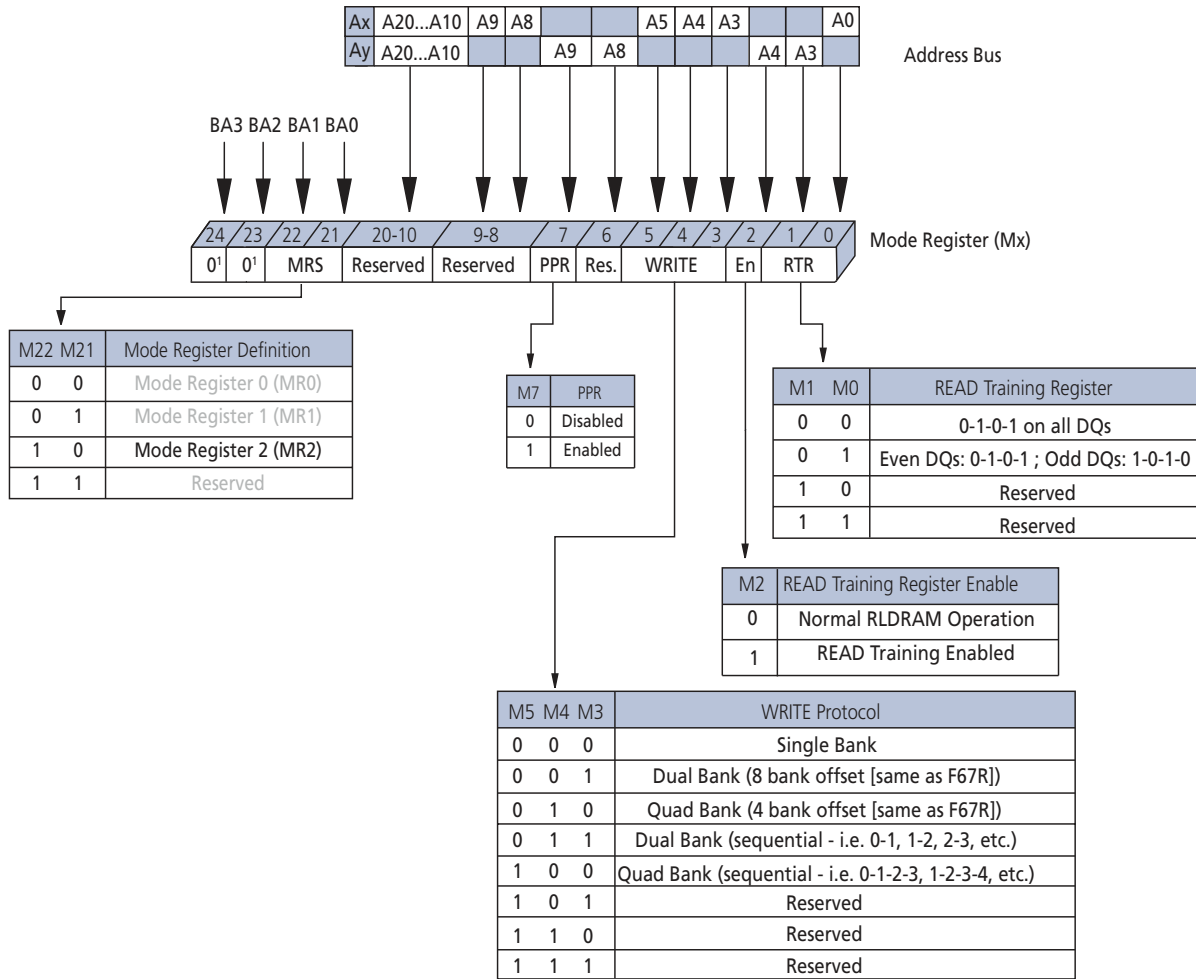 Ax A20...A10 A9 A8 A5 A4 A3 A0
Ay A20...A10 A9 A8 A4 A3
Address Bus
BA3 BA2 BA1 BA0
24 23 22 21 20-10 9-8 7 6 5 4 3 2 1 0
Mode Register (Mx)
0¹ 0¹ MRS Reserved Reserved PPR Res. WRITE En RTR
M22 M21 Mode Register Definition
0 0 Mode Register 0 (MR0)
0 1 Mode Register 1 (MR1)
1 0 Mode Register 2 (MR2)
1 1 Reserved
M7 PPR
0 Disabled
1 Enabled
M1 M0 READ Training Register
0 0 0-1-0-1 on all DQs
0 1 Even DQs: 0-1-0-1 ; Odd DQs: 1-0-1-0
1 0 Reserved
1 1 Reserved
M2 READ Training Register Enable
0 Normal RLDRAM Operation
1 READ Training Enabled
M5 M4 M3 WRITE Protocol
0 0 0 Single Bank
0 0 1 Dual Bank (8 bank offset [same as F67R])
0 1 0 Quad Bank (4 bank offset [same as F67R])
0 1 1 Dual Bank (sequential - i.e. 0-1, 1-2, 2-3, etc.)
1 0 0 Quad Bank (sequential - i.e. 0-1-2-3, 1-2-3-4, etc.)
1 0 1 Reserved
1 1 0 Reserved
1 1 1 Reserved